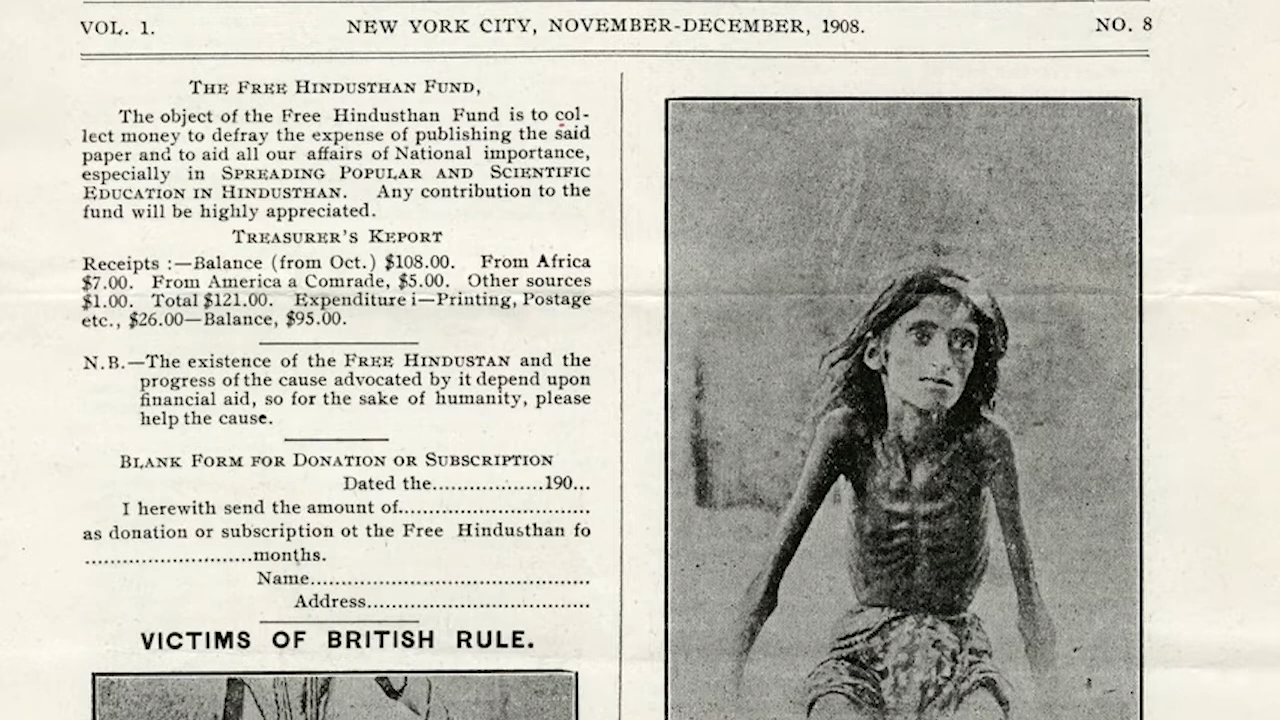 VOL. 1. NEW YORK CITY, NOVEMBER-DECEMBER, 1908. NO. 8
THE FREE HINDUSTHAN FUND,
The object of the Free Hindusthan Fund is to col-
lect money to defray the expense of publishing the said
paper and to aid all our affairs of National importance,
especially in SPREADING POPULAR AND SCIENTIFIC
EDUCATION IN HINDUSTHAN. Any contribution to the
fund will be highly appreciated.
TREASURER'S KEPORT
Receipts :—Balance (from Oct.) $108.00. From Africa
$7.00. From America a Comrade, $5.00. Other sources
$1.00. Total $121.00. Expenditure i—Printing, Postage
etc., $26.00—Balance, $95.00.
N.B.—The existence of the FREE HINDUSTAN and the
progress of the cause advocated by it depend upon
financial aid, so for the sake of humanity, please
help the cause.
BLANK FORM FOR DONATION OR SUBSCRIPTION
Dated the..................190...
I herewith send the amount of...............................
as donation or subscription ot the Free Hindusthan fo
...........................months.
Name.............................................
Address....................................
VICTIMS OF BRITISH RULE.